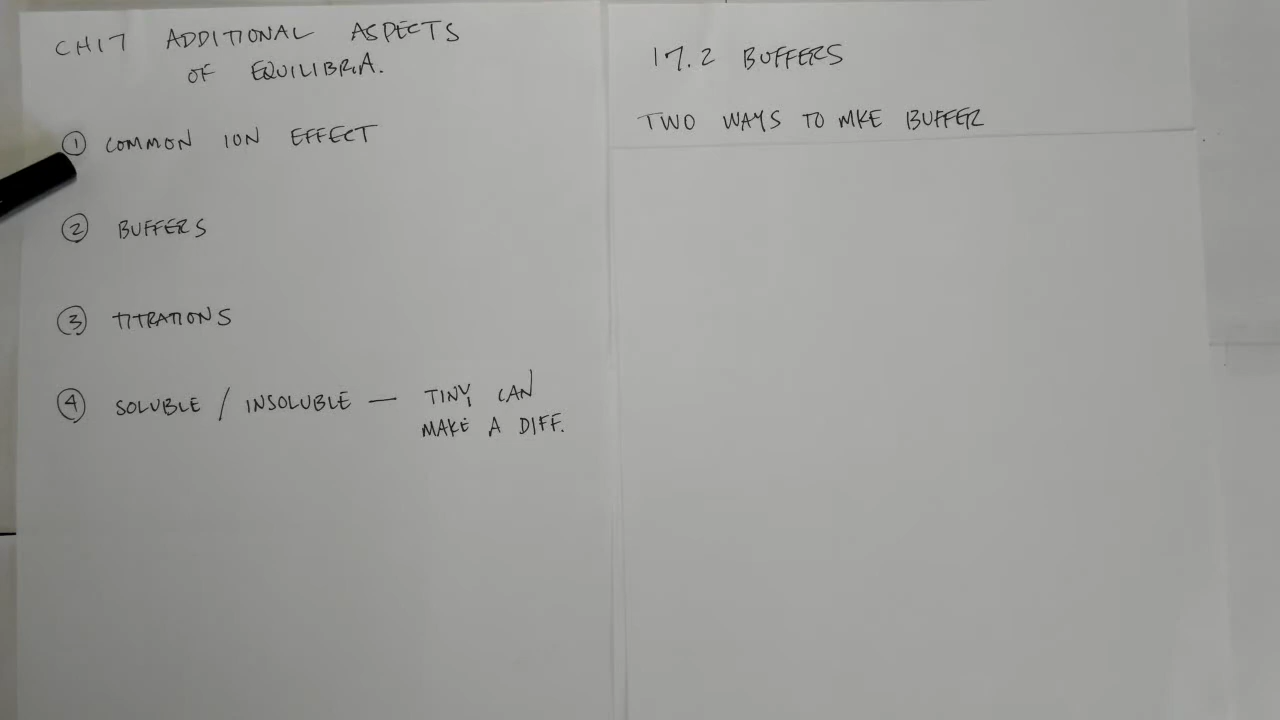 CH17 ADDITIONAL ASPECTS
OF EQUILIBRIA.
① COMMON ION EFFECT
② BUFFERS
③ TITRATIONS
④ SOLUBLE / INSOLUBLE — TINY CAN
MAKE A DIFF.
17.2 BUFFERS
TWO WAYS TO MKE BUFFER